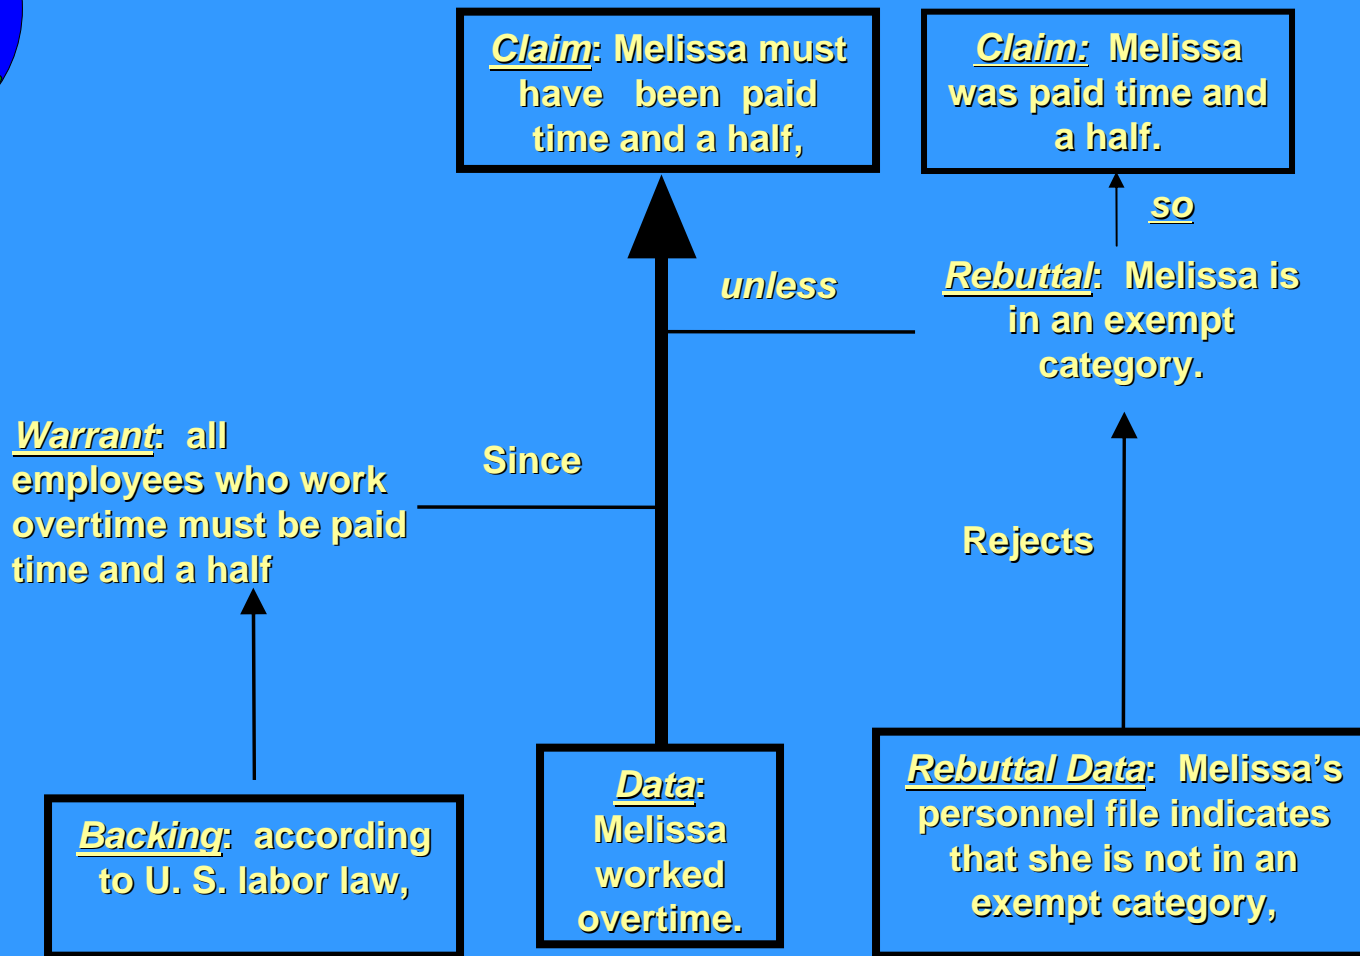 Claim: Melissa must
have been paid
time and a half,
Claim: Melissa
was paid time and
a half.
so
unless
Rebuttal: Melissa is
in an exempt
category.
Warrant: all
employees who work
overtime must be paid
time and a half
Since
Rejects
Backing: according
to U. S. labor law,
Data:
Melissa
worked
overtime.
Rebuttal Data: Melissa’s
personnel file indicates
that she is not in an
exempt category,